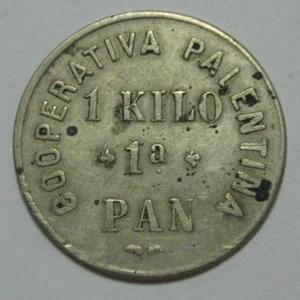 COOPERATIVA PALENTINA
1 KILO
1ª
PAN